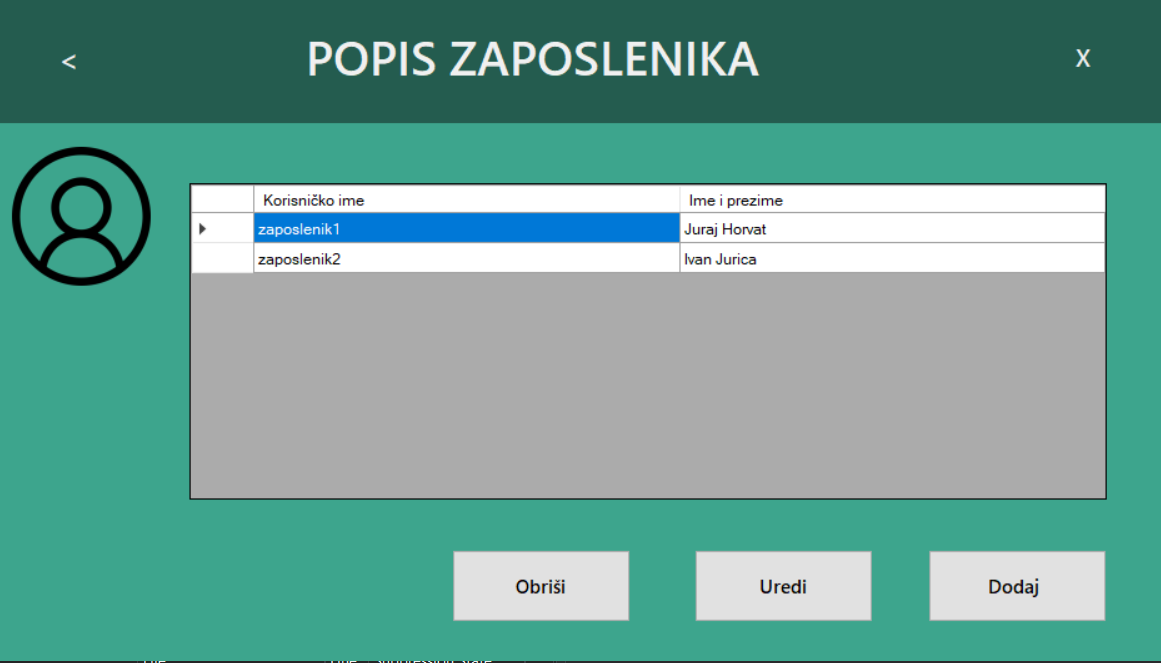 < POPIS ZAPOSLENIKA X
Korisničko ime Ime i prezime
zaposlenik1 Juraj Horvat
zaposlenik2 Ivan Jurica
Obriši Uredi Dodaj